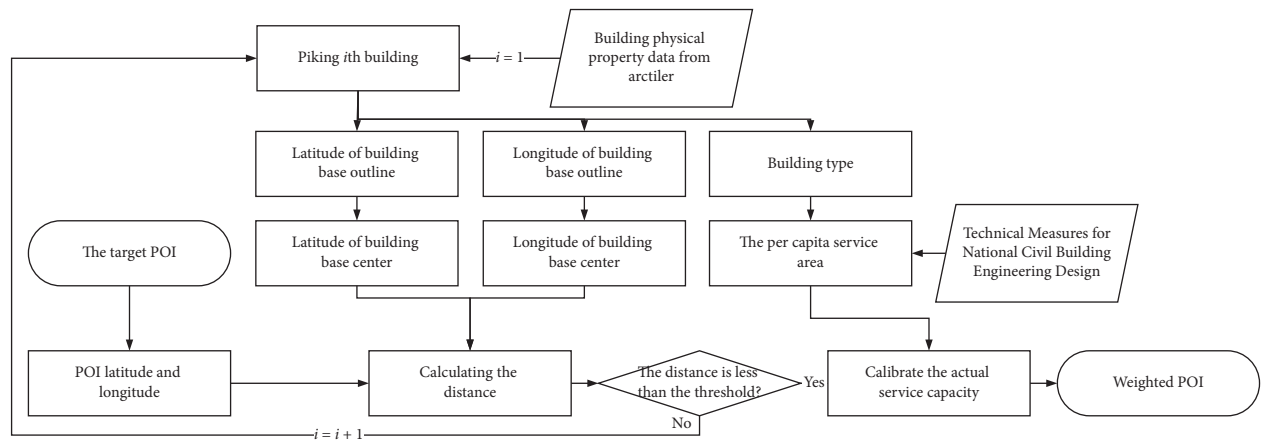 Piking ith building
i = 1
Building physical
property data from
arctiler
Latitude of building
base outline
Longitude of building
base outline
Building type
The target POI
Latitude of building
base center
Longitude of building
base center
The per capita service
area
Technical Measures for
National Civil Building
Engineering Design
POI latitude and
longitude
Calculating the
distance
The distance is less
than the threshold?
Yes
Calibrate the actual
service capacity
Weighted POI
No
i = i + 1